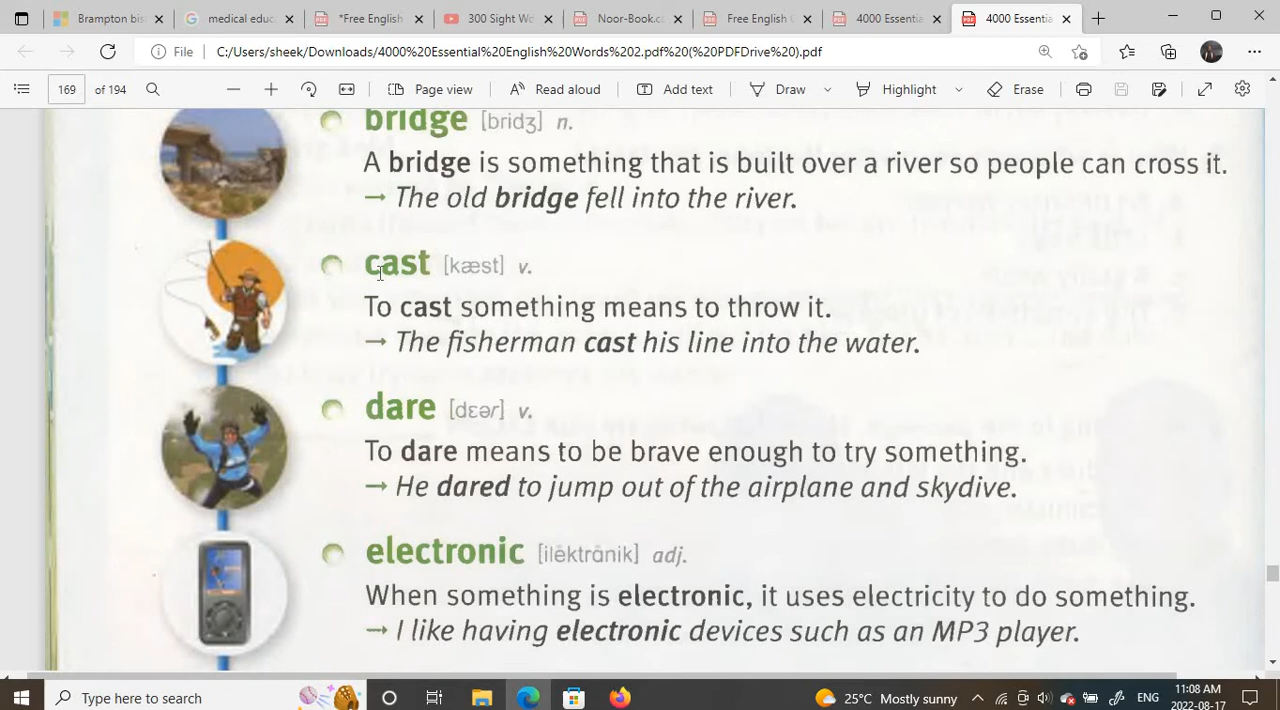 Brampton bis
medical educ
*Free English
300 Sight Wo
Noor-Book.c
Free English
4000 Essentia
4000 Essentia
File C:/Users/sheek/Downloads/4000%20Essential%20English%20Words%202.pdf%20(%20PDFDrive%20).pdf
169 of 194 Page view Read aloud Add text Draw Highlight Erase
bridge [bridʒ] n.
A bridge is something that is built over a river so people can cross it.
→ The old bridge fell into the river.
cast [kæst] v.
To cast something means to throw it.
→ The fisherman cast his line into the water.
dare [dɛər] v.
To dare means to be brave enough to try something.
→ He dared to jump out of the airplane and skydive.
electronic [ilèktránik] adj.
When something is electronic, it uses electricity to do something.
→ I like having electronic devices such as an MP3 player.
Type here to search 25°C Mostly sunny ENG 11:08 AM
2022-08-17